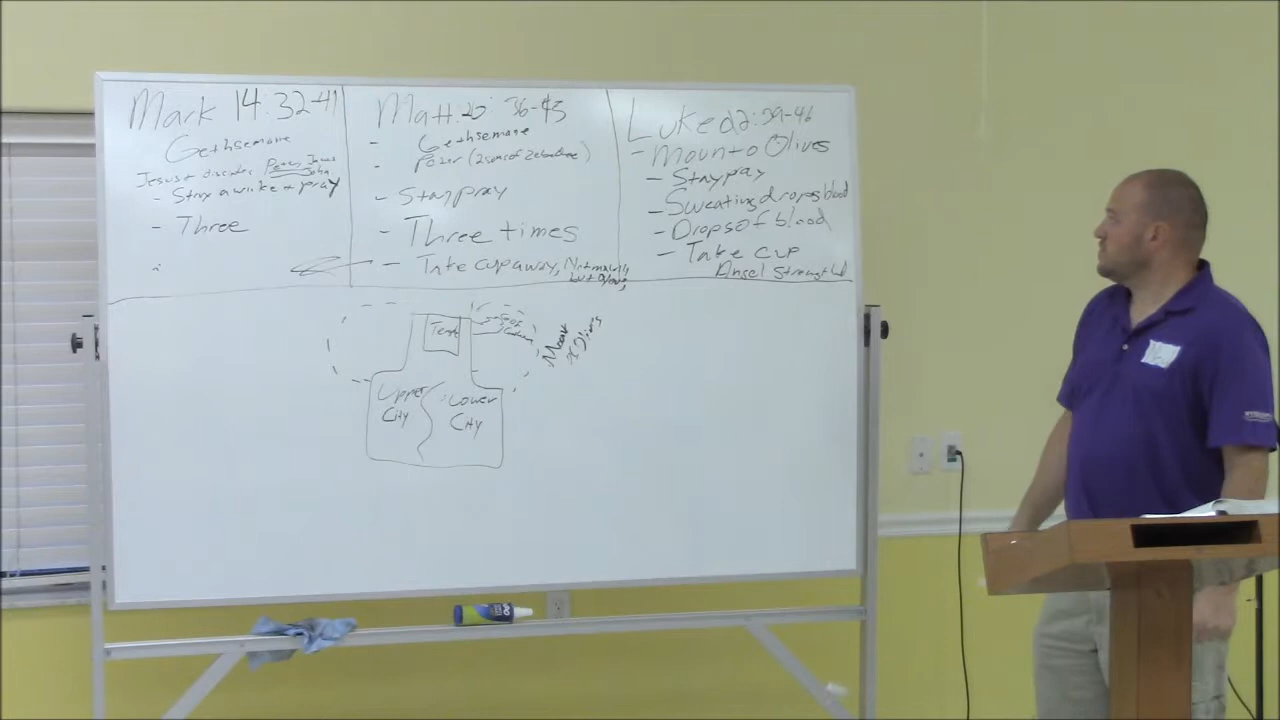 Mark 14:32-41
Gethsemane
Jesus + disciples Peter, James
John
- Stay awake + pray
- Three
Matt. 26: 36-45
- Gethsemane
- Peter (2 sons of Zebedee)
- Stay pray
- Three times
- Take cup away, Not my will,
but yours,
Luke 22:39-46
- Mount o Olives
- Stay pay
- Sweating drops blood
- Drops of blood
- Take cup
Angel Strength
Upper
City
Lower
City
Mount
of Olives